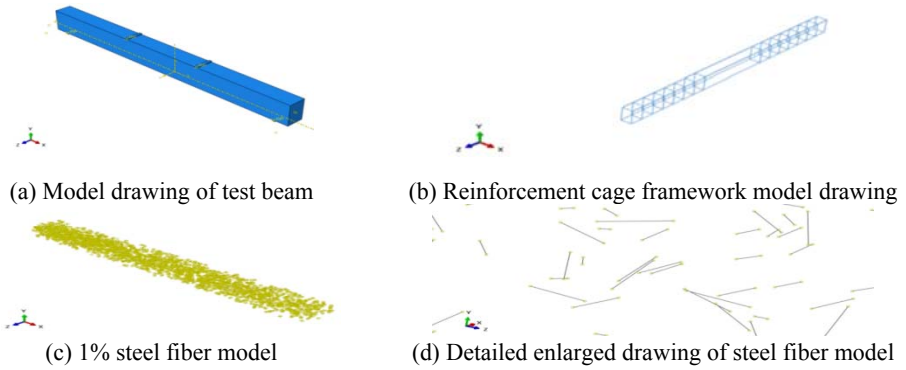 Y
Z X
Y
Z X
(a) Model drawing of test beam
(b) Reinforcement cage framework model drawing
Y
Z X
Y
X
Z
(c) 1% steel fiber model
(d) Detailed enlarged drawing of steel fiber model